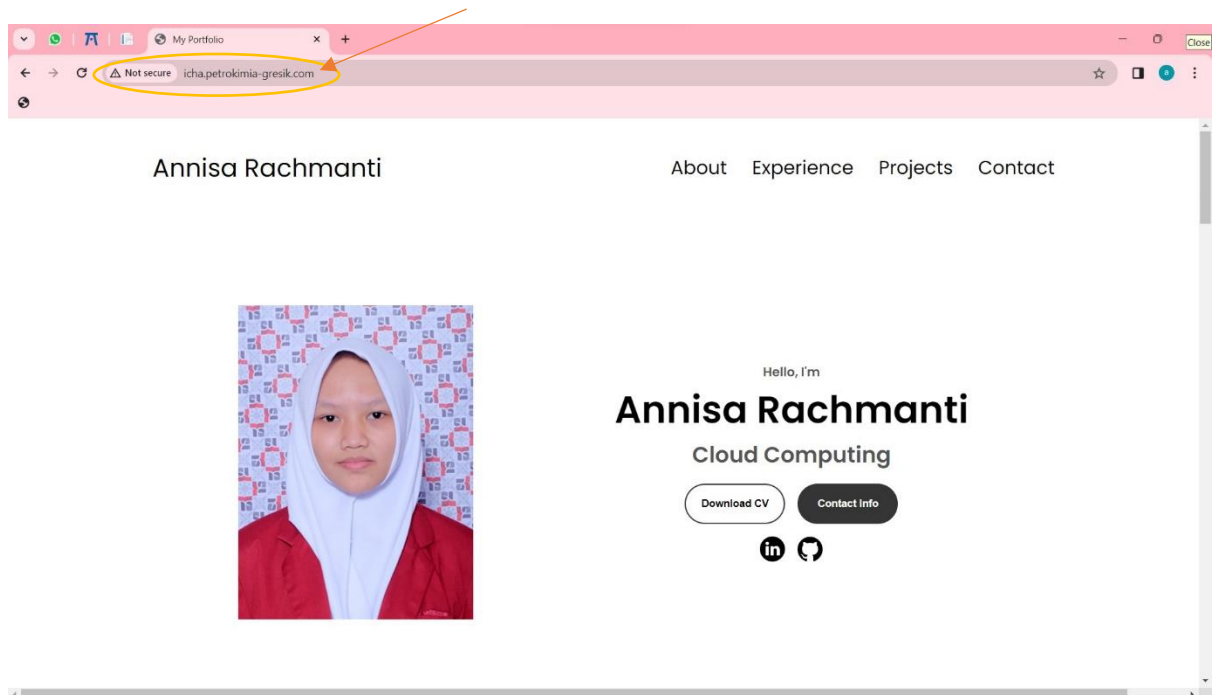 My Portfolio
Close
Not secure icha.petrokimia-gresik.com
a
Annisa Rachmanti
About Experience Projects Contact
Hello, I'm
Annisa Rachmanti
Cloud Computing
Download CV Contact Info
in